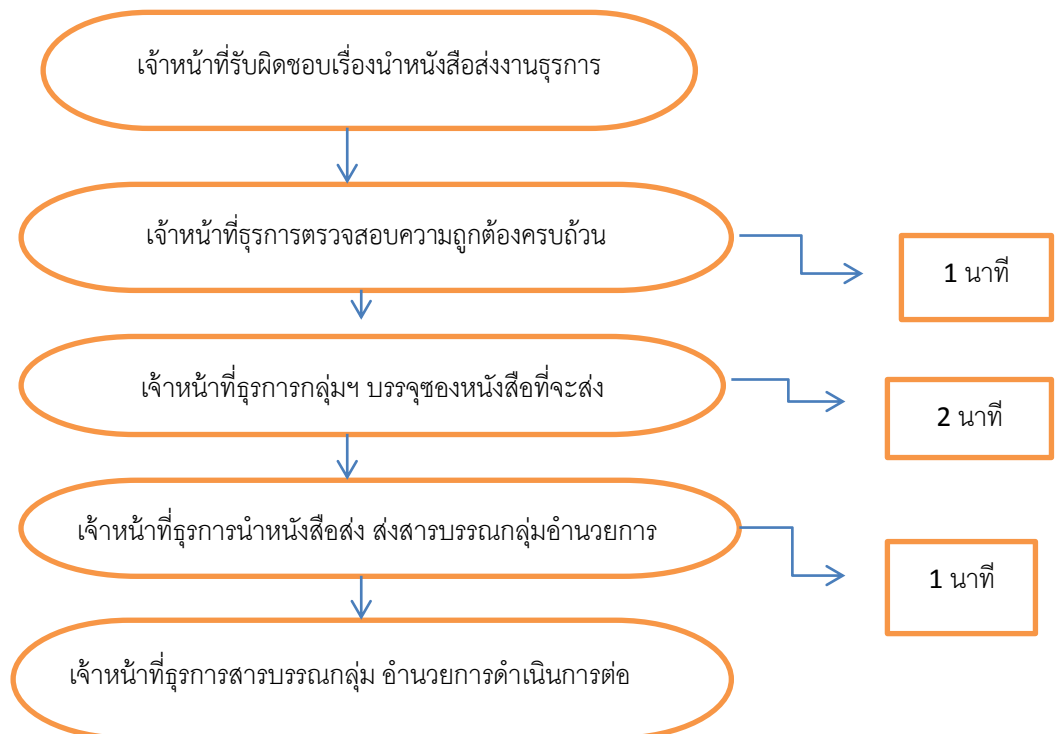 เจ้าหน้าที่รับผิดชอบเรื่องนำหนังสือส่งงานธุรการ
เจ้าหน้าที่ธุรการตรวจสอบความถูกต้องครบถ้วน
1 นาที
เจ้าหน้าที่ธุรการกลุ่มฯ บรรจุซองหนังสือที่จะส่ง
2 นาที
เจ้าหน้าที่ธุรการนำหนังสือส่ง ส่งสารบรรณกลุ่มอำนวยการ
1 นาที
เจ้าหน้าที่ธุรการสารบรรณกลุ่ม อำนวยการดำเนินการต่อ